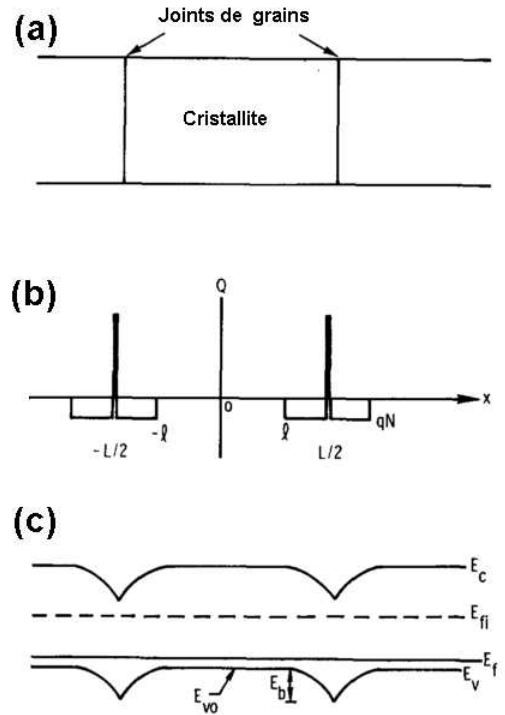 (a)
Joints de grains
Cristallite
(b)
Q
o
x
-L/2
-ℓ
ℓ
L/2
qN
(c)
E_c
E_fi
E_f
E_v
E_vo
E_b